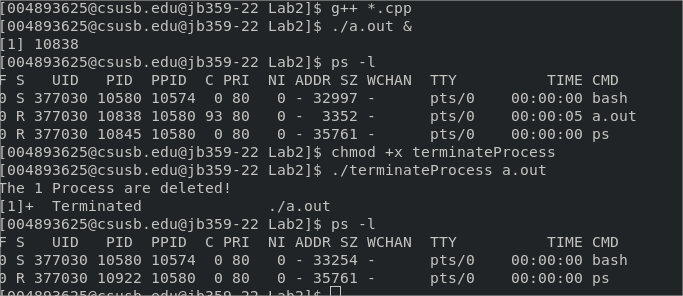 [004893625@csusb.edu@jb359-22 Lab2]$ g++ *.cpp
[004893625@csusb.edu@jb359-22 Lab2]$ ./a.out &
[1] 10838
[004893625@csusb.edu@jb359-22 Lab2]$ ps -l
F S   UID   PID  PPID  C PRI  NI ADDR SZ WCHAN  TTY          TIME CMD
0 S 377030 10580 10574  0 80   0 - 32997 -      pts/0    00:00:00 bash
0 R 377030 10838 10580 93 80   0 -  3352 -      pts/0    00:00:05 a.out
0 R 377030 10845 10580  0 80   0 - 35761 -      pts/0    00:00:00 ps
[004893625@csusb.edu@jb359-22 Lab2]$ chmod +x terminateProcess
[004893625@csusb.edu@jb359-22 Lab2]$ ./terminateProcess a.out
The 1 Process are deleted!
[1]+  Terminated              ./a.out
[004893625@csusb.edu@jb359-22 Lab2]$ ps -l
F S   UID   PID  PPID  C PRI  NI ADDR SZ WCHAN  TTY          TIME CMD
0 S 377030 10580 10574  0 80   0 - 33254 -      pts/0    00:00:00 bash
0 R 377030 10922 10580  0 80   0 - 35761 -      pts/0    00:00:00 ps
[004893625@csusb.edu@jb359-22 Lab2]$